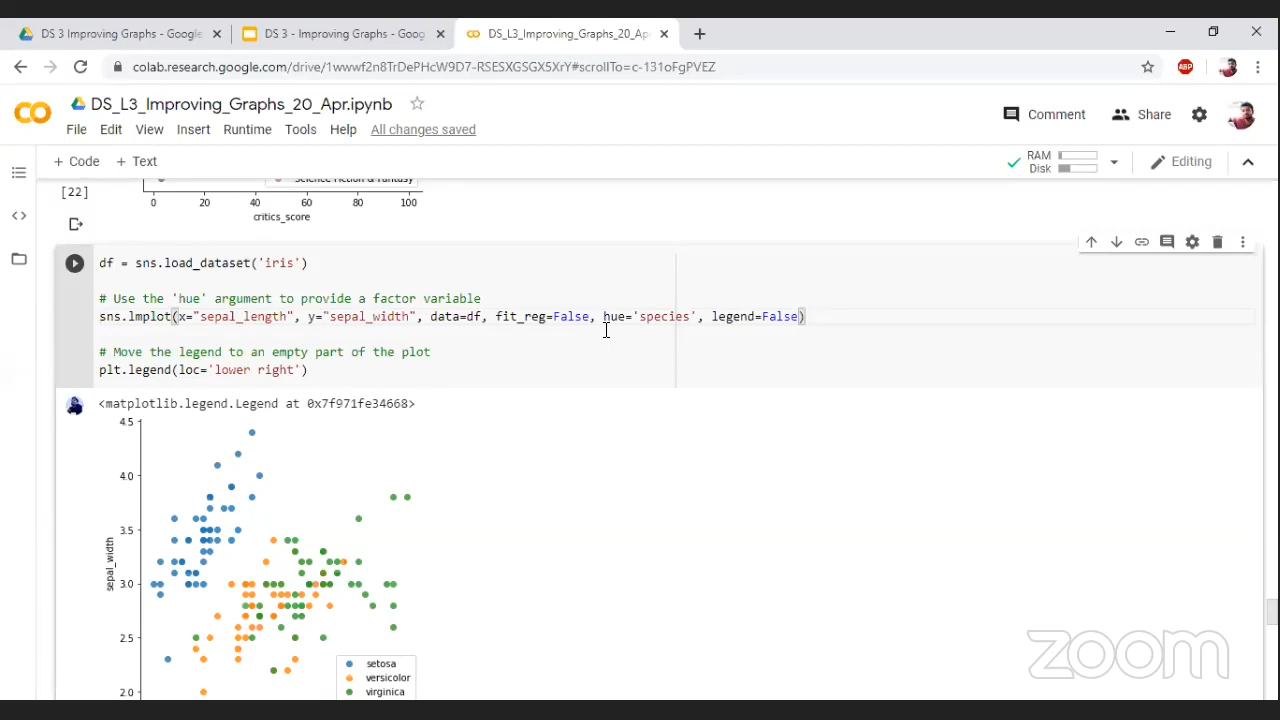 DS 3 Improving Graphs - Google
DS 3 - Improving Graphs - Goog
DS_L3_Improving_Graphs_20_Ap
colab.research.google.com/drive/1wwwf2n8TrDePHcW9D7-RSESXGSGX5XrY#scrollTo=c-131oFgPVEZ
ABP
DS_L3_Improving_Graphs_20_Apr.ipynb
Comment
Share
File Edit View Insert Runtime Tools Help All changes saved
+ Code + Text
RAM
Disk
Editing
[22]
Science Fiction & Fantasy
0 20 40 60 80 100
critics_score
df = sns.load_dataset('iris')
# Use the 'hue' argument to provide a factor variable
sns.lmplot(x="sepal_length", y="sepal_width", data=df, fit_reg=False, hue='species', legend=False)
# Move the legend to an empty part of the plot
plt.legend(loc='lower right')
<matplotlib.legend.Legend at 0x7f971fe34668>
4.5
4.0
3.5
sepal_width
3.0
2.5
2.0
setosa
versicolor
virginica
zoom